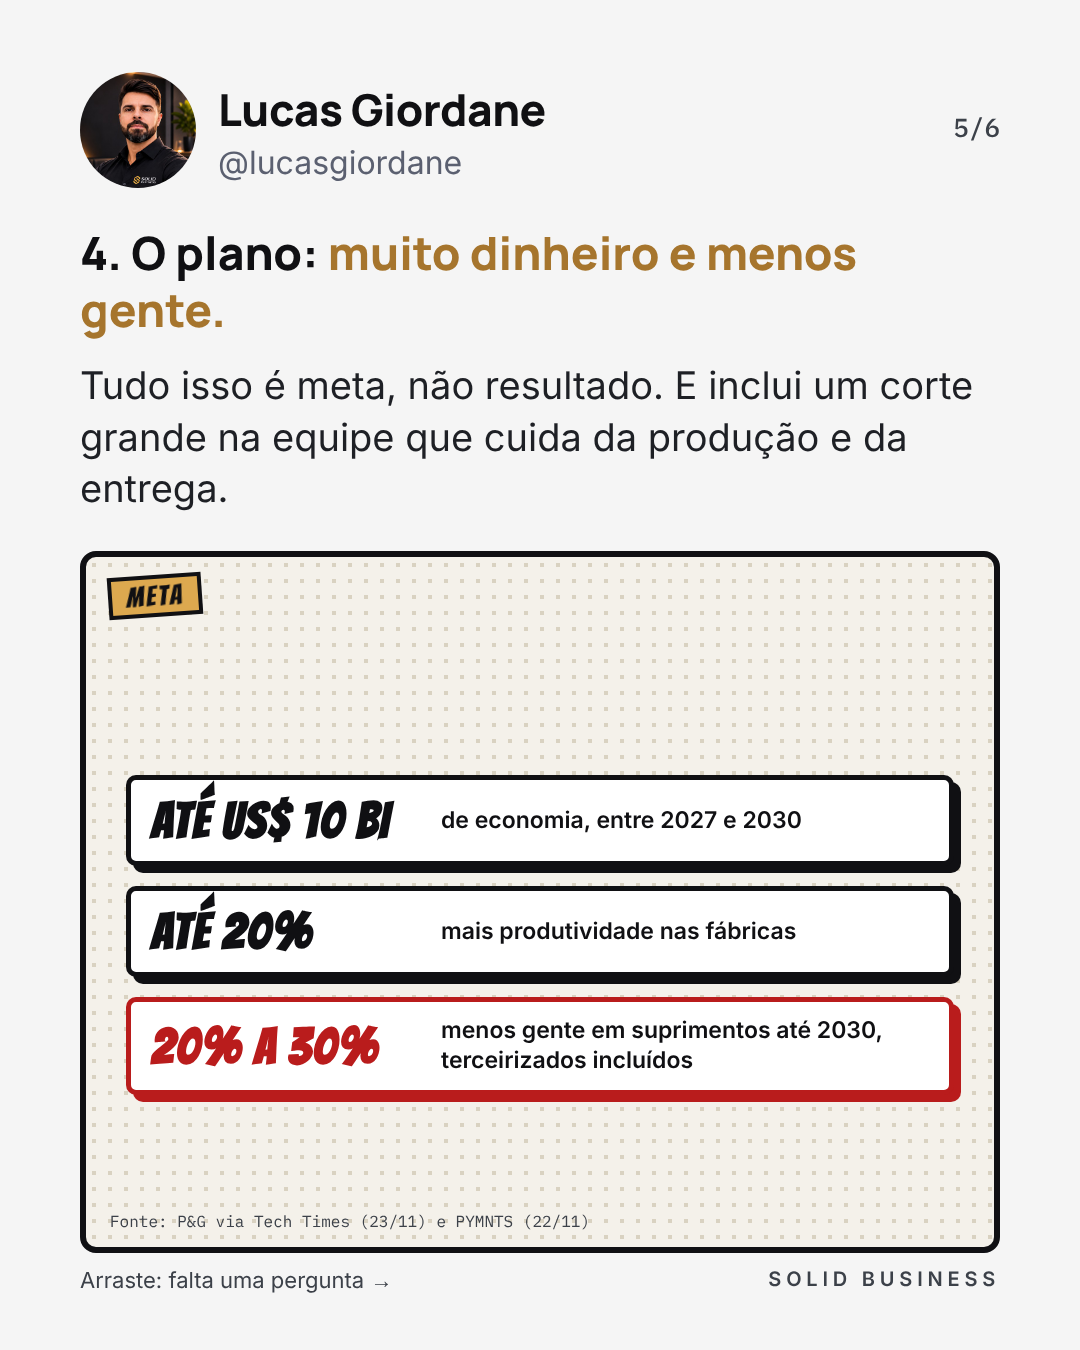 Lucas Giordane
@lucasgiordane
5/6
4. O plano: muito dinheiro e menos
gente.
Tudo isso é meta, não resultado. E inclui um corte
grande na equipe que cuida da produção e da
entrega.
META
ATÉ US$ 10 BI
de economia, entre 2027 e 2030
ATÉ 20%
mais produtividade nas fábricas
20% A 30%
menos gente em suprimentos até 2030,
terceirizados incluídos
Fonte: P&G via Tech Times (23/11) e PYMNTS (22/11)
Arraste: falta uma pergunta →
SOLID BUSINESS